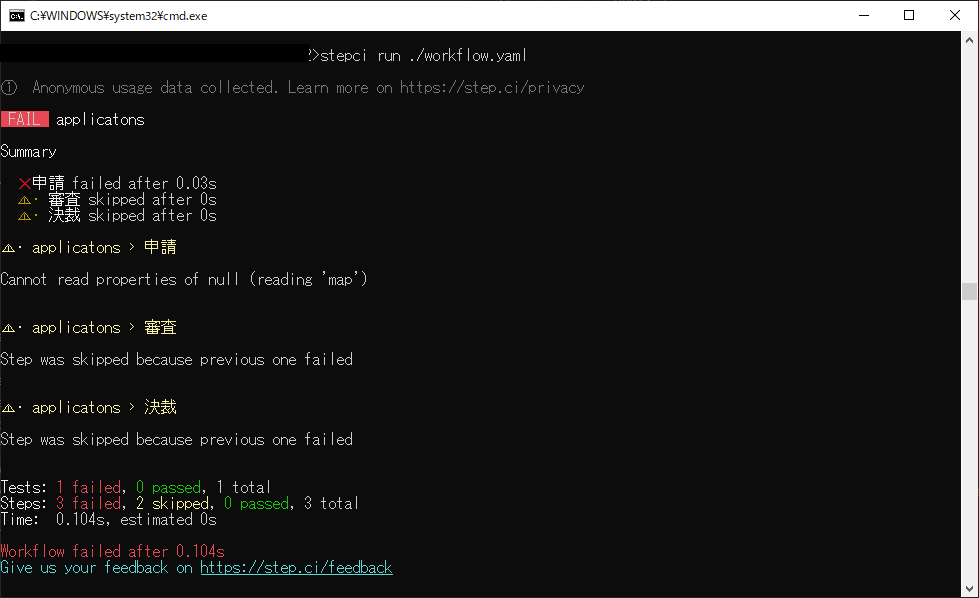 C:¥WINDOWS¥system32¥cmd.exe
>stepci run ./workflow.yaml
ⓘ Anonymous usage data collected. Learn more on https://step.ci/privacy
FAIL applicatons
Summary
✕申請 failed after 0.03s
⚠· 審査 skipped after 0s
⚠· 決裁 skipped after 0s
⚠· applicatons › 申請
Cannot read properties of null (reading 'map')
⚠· applicatons › 審査
Step was skipped because previous one failed
⚠· applicatons › 決裁
Step was skipped because previous one failed
Tests: 1 failed, 0 passed, 1 total
Steps: 3 failed, 2 skipped, 0 passed, 3 total
Time: 0.104s, estimated 0s
Workflow failed after 0.104s
Give us your feedback on https://step.ci/feedback